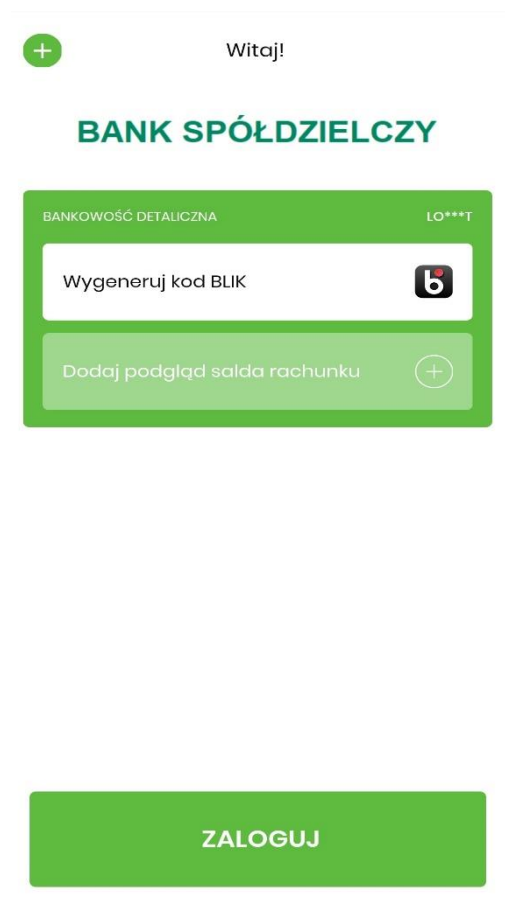 Witaj!
BANK SPÓŁDZIELCZY
BANKOWOŚĆ DETALICZNA LO***T
Wygeneruj kod BLIK
Dodaj podgląd salda rachunku
ZALOGUJ